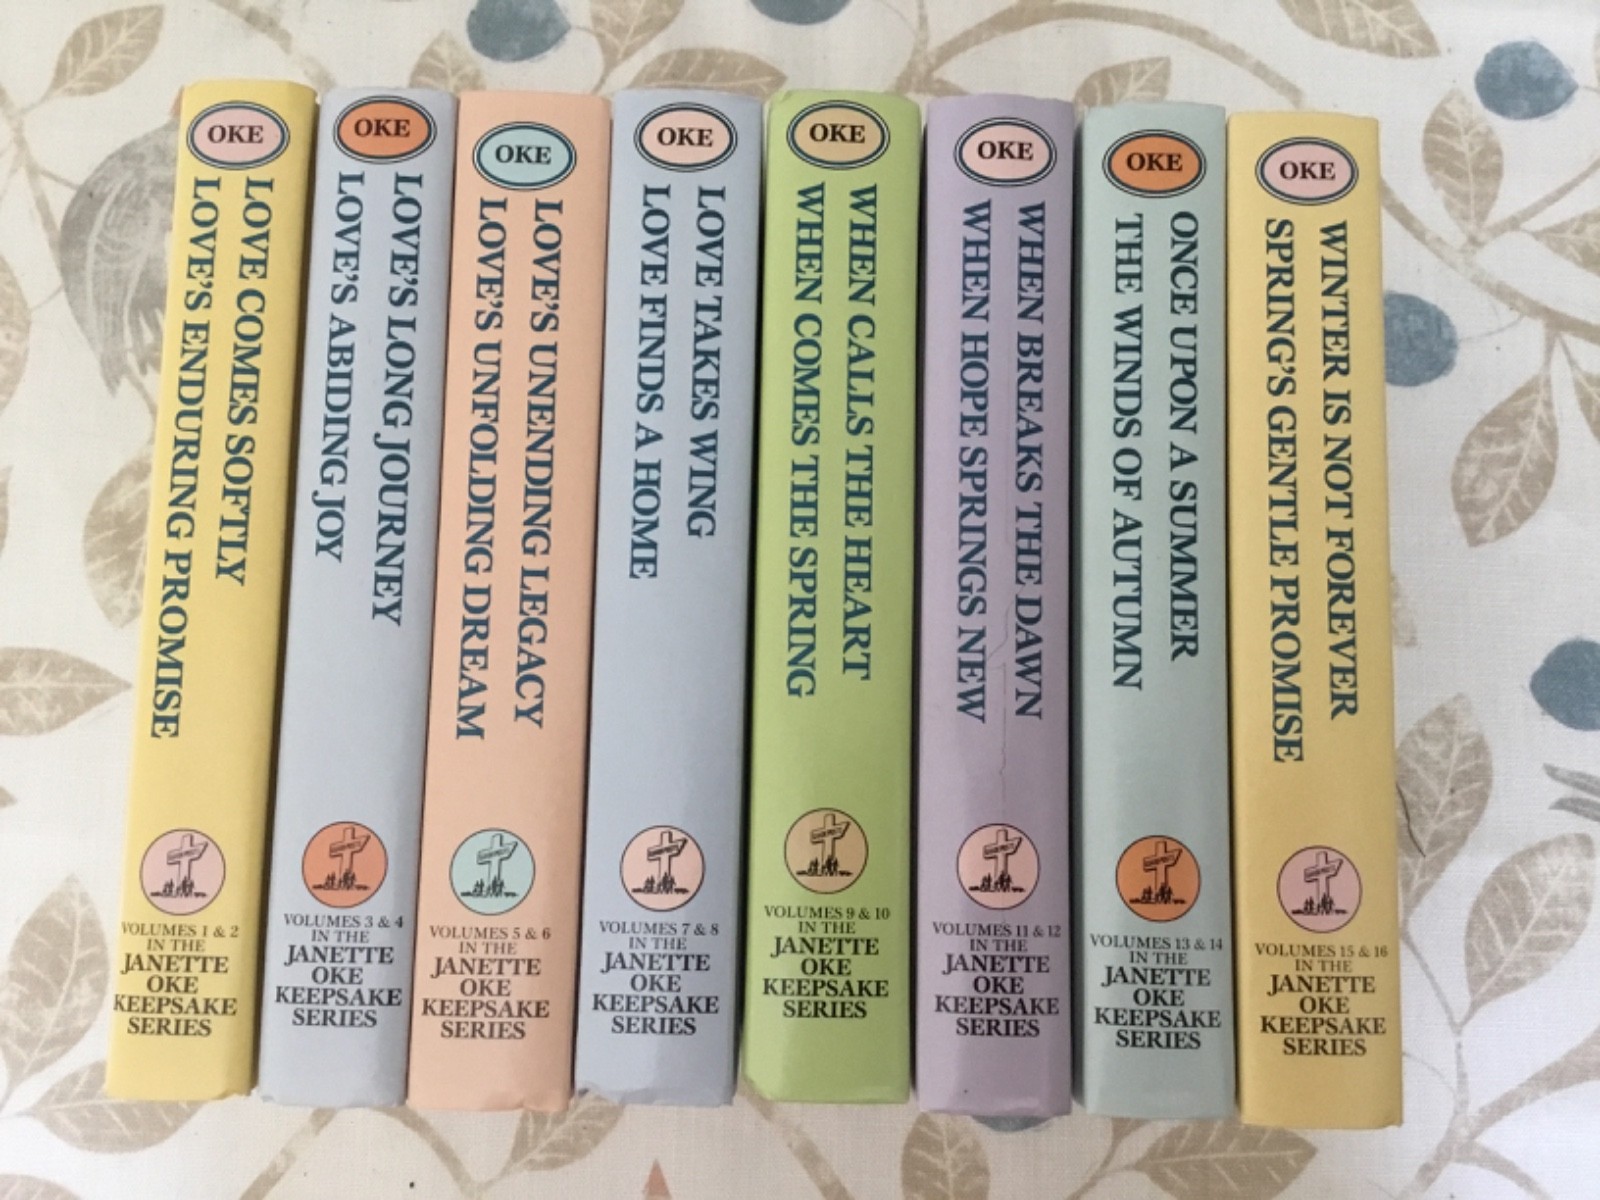 OKE
LOVE COMES SOFTLY
LOVE'S ENDURING PROMISE
VOLUMES 1 & 2
IN THE
JANETTE
OKE
KEEPSAKE
SERIES
OKE
LOVE'S LONG JOURNEY
LOVE'S ABIDING JOY
VOLUMES 3 & 4
IN THE
JANETTE
OKE
KEEPSAKE
SERIES
OKE
LOVE'S UNENDING LEGACY
LOVE'S UNFOLDING DREAM
VOLUMES 5 & 6
IN THE
JANETTE
OKE
KEEPSAKE
SERIES
OKE
LOVE TAKES WING
LOVE FINDS A HOME
VOLUMES 7 & 8
IN THE
JANETTE
OKE
KEEPSAKE
SERIES
OKE
WHEN CALLS THE HEART
WHEN COMES THE SPRING
VOLUMES 9 & 10
IN THE
JANETTE
OKE
KEEPSAKE
SERIES
OKE
WHEN BREAKS THE DAWN
WHEN HOPE SPRINGS NEW
VOLUMES 11 & 12
IN THE
JANETTE
OKE
KEEPSAKE
SERIES
OKE
ONCE UPON A SUMMER
THE WINDS OF AUTUMN
VOLUMES 13 & 14
IN THE
JANETTE
OKE
KEEPSAKE
SERIES
OKE
WINTER IS NOT FOREVER
SPRING'S GENTLE PROMISE
VOLUMES 15 & 16
IN THE
JANETTE
OKE
KEEPSAKE
SERIES